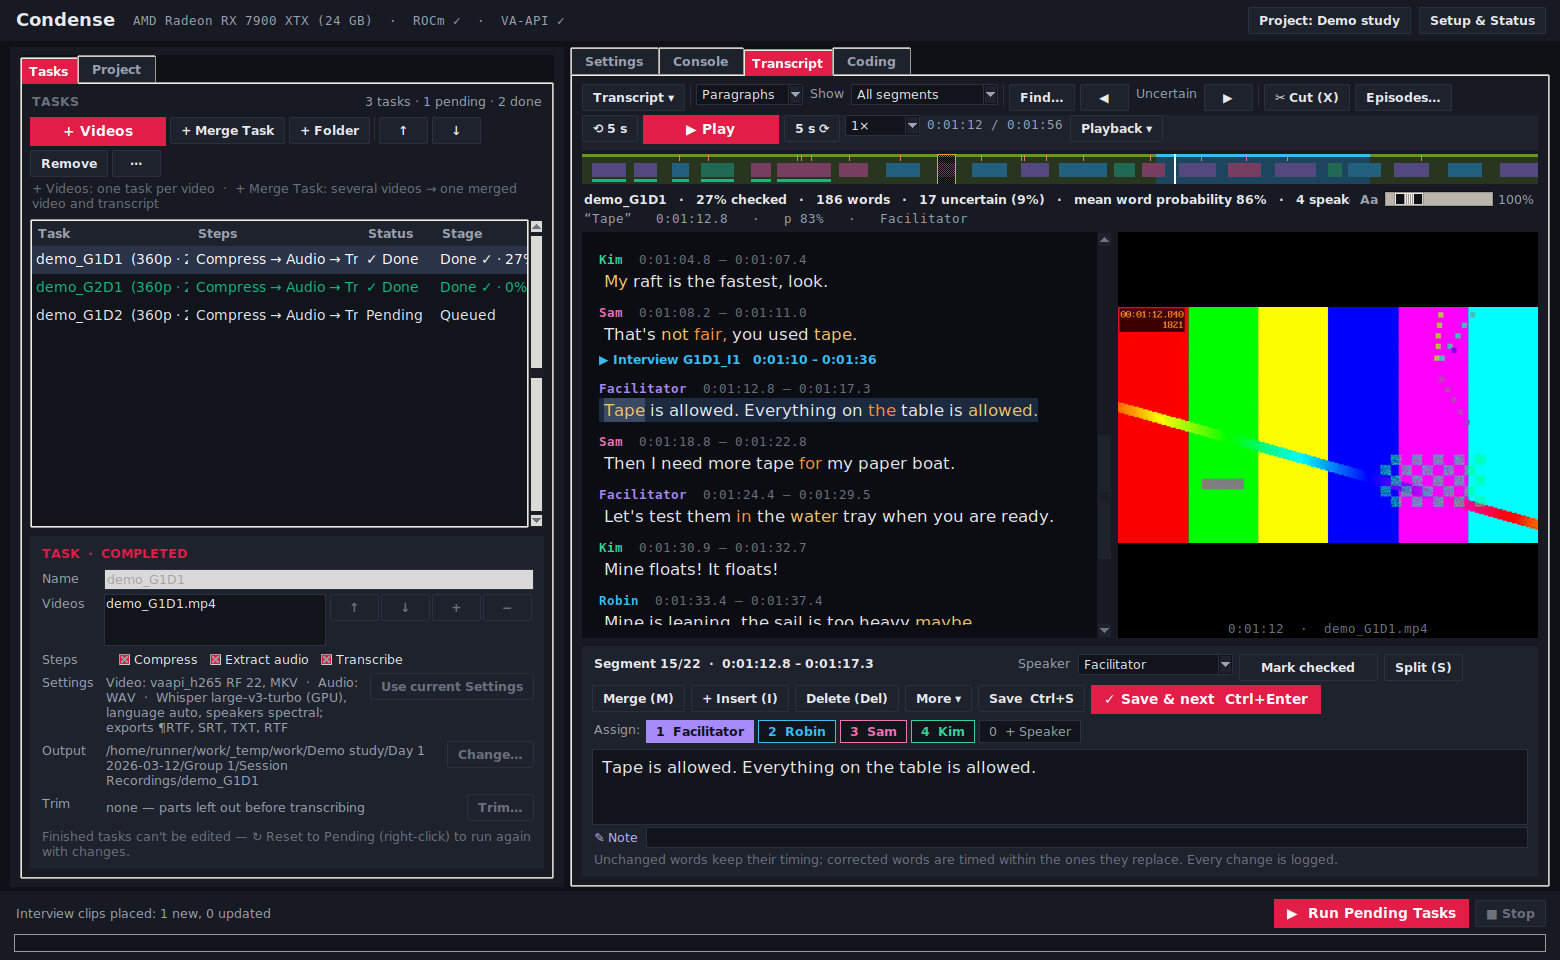 Condense AMD Radeon RX 7900 XTX (24 GB) · ROCm ✓ · VA-API ✓
Project: Demo study Setup & Status
Tasks Project
TASKS 3 tasks · 1 pending · 2 done
+ Videos + Merge Task + Folder ↑ ↓
Remove ...
+ Videos: one task per video · + Merge Task: several videos → one merged
video and transcript
Task Steps Status Stage
demo_G1D1 (360p · 2 Compress → Audio → Tr ✓ Done Done ✓ · 27%
demo_G2D1 (360p · 2 Compress → Audio → Tr ✓ Done Done ✓ · 0%
demo_G1D2 (360p · 2 Compress → Audio → Tr Pending Queued
TASK · COMPLETED
Name demo_G1D1
Videos demo_G1D1.mp4 ↑ ↓ + −
Steps Compress Extract audio Transcribe
Settings Video: vaapi_h265 RF 22, MKV · Audio:
WAV · Whisper large-v3-turbo (GPU),
language auto, speakers spectral;
exports ¶RTF, SRT, TXT, RTF
Use current Settings
Output /home/runner/work/_temp/work/Demo study/Day 1
2026-03-12/Group 1/Session
Recordings/demo_G1D1
Change...
Trim none — parts left out before transcribing Trim...
Finished tasks can't be edited — ↻ Reset to Pending (right-click) to run again
with changes.
Settings Console Transcript Coding
Transcript ▾ Paragraphs Show All segments Find... ◀ Uncertain ▶ ✂ Cut (X) Episodes...
⟲ 5 s ▶ Play 5 s ⟳ 1× 0:01:12 / 0:01:56 Playback ▾
demo_G1D1 · 27% checked · 186 words · 17 uncertain (9%) · mean word probability 86% · 4 speak Aa 100%
“Tape” 0:01:12.8 · p 83% · Facilitator
Kim 0:01:04.8 – 0:01:07.4
My raft is the fastest, look.
Sam 0:01:08.2 – 0:01:11.0
That's not fair, you used tape.
▶ Interview G1D1_I1 0:01:10 – 0:01:36
Facilitator 0:01:12.8 – 0:01:17.3
Tape is allowed. Everything on the table is allowed.
Sam 0:01:18.8 – 0:01:22.8
Then I need more tape for my paper boat.
Facilitator 0:01:24.4 – 0:01:29.5
Let's test them in the water tray when you are ready.
Kim 0:01:30.9 – 0:01:32.7
Mine floats! It floats!
Robin 0:01:33.4 – 0:01:37.4
Mine is leaning, the sail is too heavy maybe
00:01:12.840
1821
0:01:12 · demo_G1D1.mp4
Segment 15/22 · 0:01:12.8 – 0:01:17.3 Speaker Facilitator Mark checked Split (S)
Merge (M) + Insert (I) Delete (Del) More ▾ Save Ctrl+S ✓ Save & next Ctrl+Enter
Assign: 1 Facilitator 2 Robin 3 Sam 4 Kim 0 + Speaker
Tape is allowed. Everything on the table is allowed.
✎ Note
Unchanged words keep their timing; corrected words are timed within the ones they replace. Every change is logged.
Interview clips placed: 1 new, 0 updated
▶ Run Pending Tasks ■ Stop